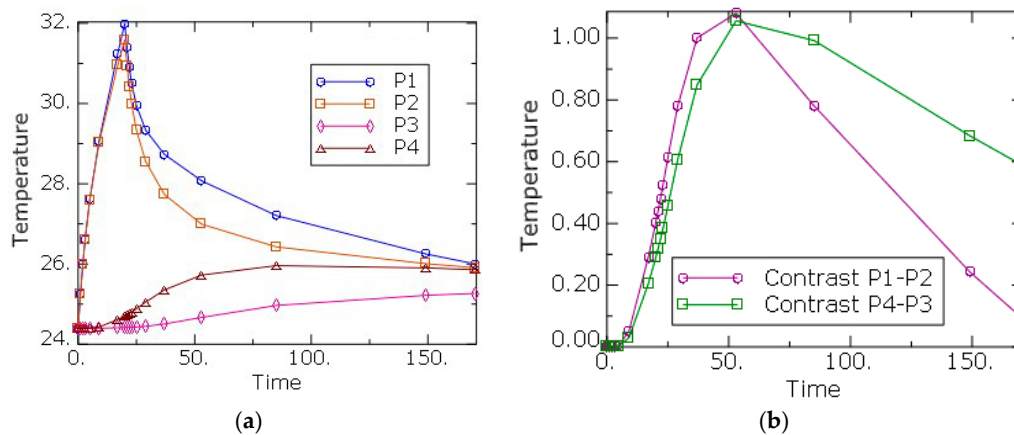 32.
30.
28.
26.
24.
Temperature
P1
P2
P3
P4
0. 50. 100. 150.
Time
(a)
1.00
0.80
0.60
0.40
0.20
0.00
Temperature
Contrast P1-P2
Contrast P4-P3
0. 50. 100. 150.
Time
(b)